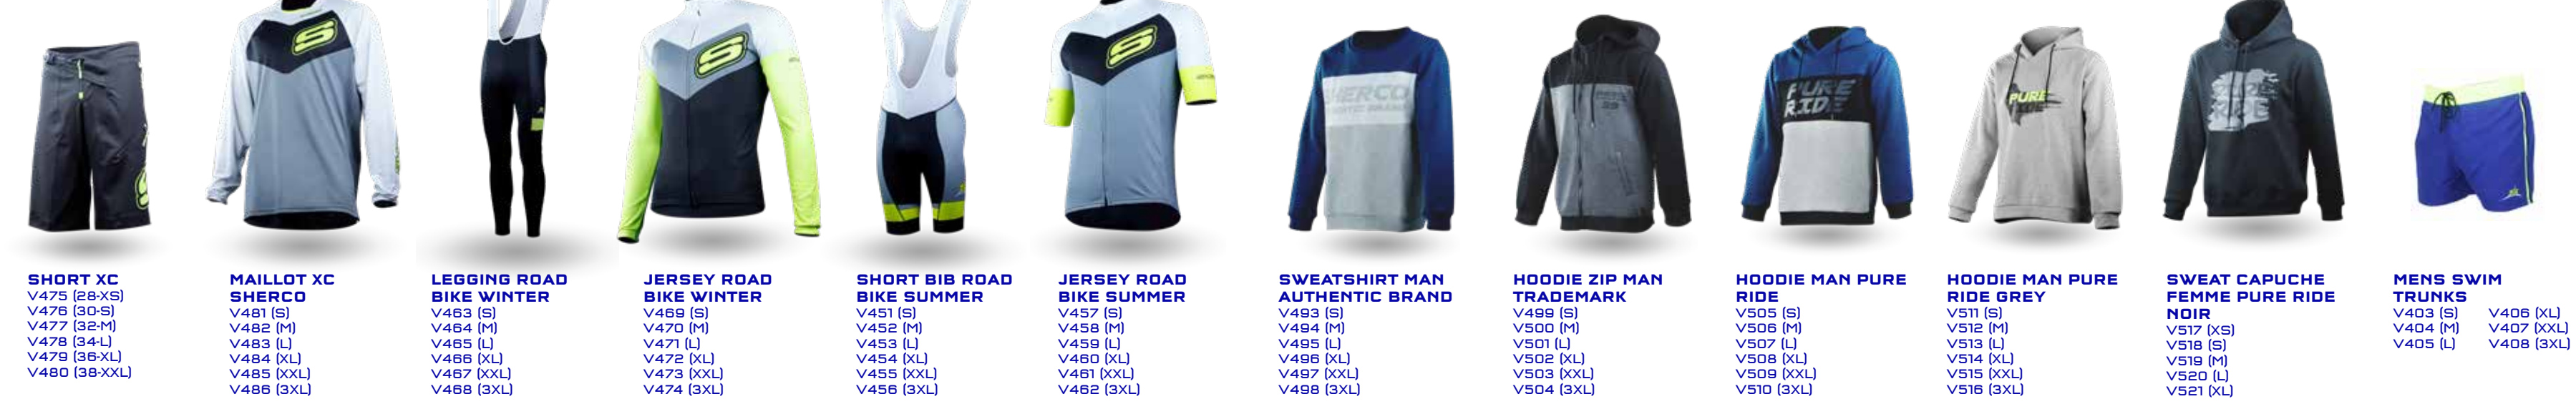 SHERCO
AUTHENTIC BRAND
PURE
RIDE
PURE
RIDE
SHORT XC
V475 (28-XS)
V476 (30-S)
V477 (32-M)
V478 (34-L)
V479 (36-XL)
V480 (38-XXL)
MAILLOT XC
SHERCO
V481 (S)
V482 (M)
V483 (L)
V484 (XL)
V485 (XXL)
V486 (3XL)
LEGGING ROAD
BIKE WINTER
V463 (S)
V464 (M)
V465 (L)
V466 (XL)
V467 (XXL)
V468 (3XL)
JERSEY ROAD
BIKE WINTER
V469 (S)
V470 (M)
V471 (L)
V472 (XL)
V473 (XXL)
V474 (3XL)
SHORT BIB ROAD
BIKE SUMMER
V451 (S)
V452 (M)
V453 (L)
V454 (XL)
V455 (XXL)
V456 (3XL)
JERSEY ROAD
BIKE SUMMER
V457 (S)
V458 (M)
V459 (L)
V460 (XL)
V461 (XXL)
V462 (3XL)
SWEATSHIRT MAN
AUTHENTIC BRAND
V493 (S)
V494 (M)
V495 (L)
V496 (XL)
V497 (XXL)
V498 (3XL)
HOODIE ZIP MAN
TRADEMARK
V499 (S)
V500 (M)
V501 (L)
V502 (XL)
V503 (XXL)
V504 (3XL)
HOODIE MAN PURE
RIDE
V505 (S)
V506 (M)
V507 (L)
V508 (XL)
V509 (XXL)
V510 (3XL)
HOODIE MAN PURE
RIDE GREY
V511 (S)
V512 (M)
V513 (L)
V514 (XL)
V515 (XXL)
V516 (3XL)
SWEAT CAPUCHE
FEMME PURE RIDE
NOIR
V517 (XS)
V518 (S)
V519 (M)
V520 (L)
V521 (XL)
MENS SWIM
TRUNKS
V403 (S)
V404 (M)
V405 (L)
V406 (XL)
V407 (XXL)
V408 (3XL)